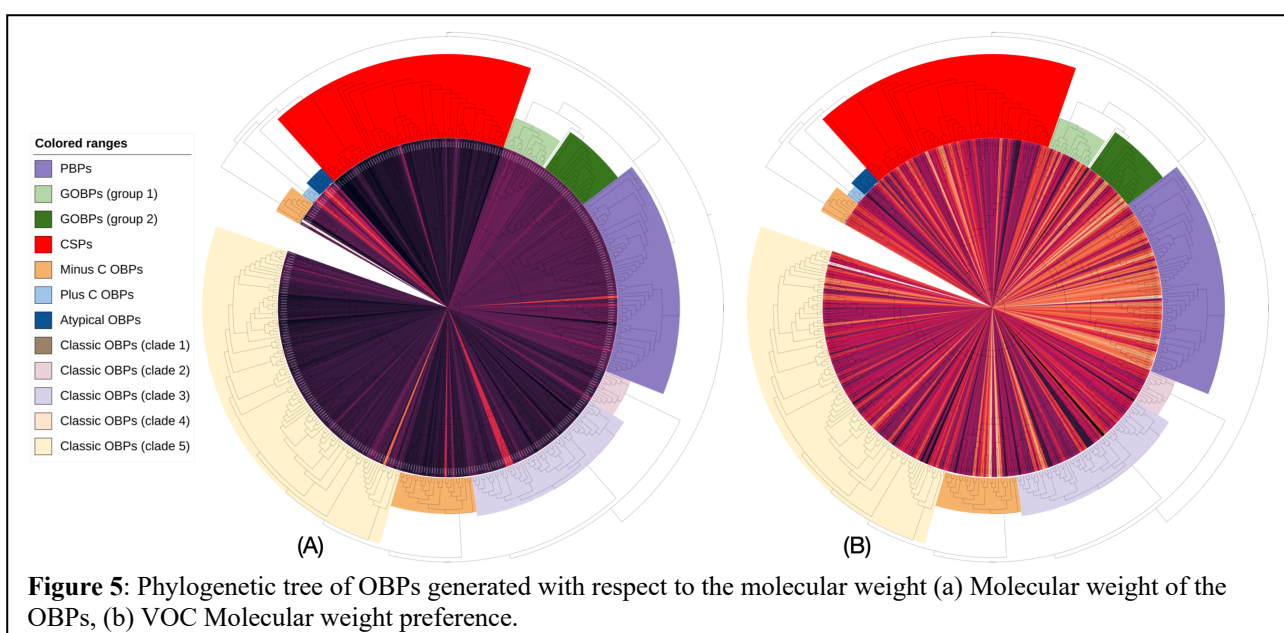 Colored ranges
PBPs
GOBPs (group 1)
GOBPs (group 2)
CSPs
Minus C OBPs
Plus C OBPs
Atypical OBPs
Classic OBPs (clade 1)
Classic OBPs (clade 2)
Classic OBPs (clade 3)
Classic OBPs (clade 4)
Classic OBPs (clade 5)
(A)
(B)
Figure 5: Phylogenetic tree of OBPs generated with respect to the molecular weight (a) Molecular weight of the
OBPs, (b) VOC Molecular weight preference.